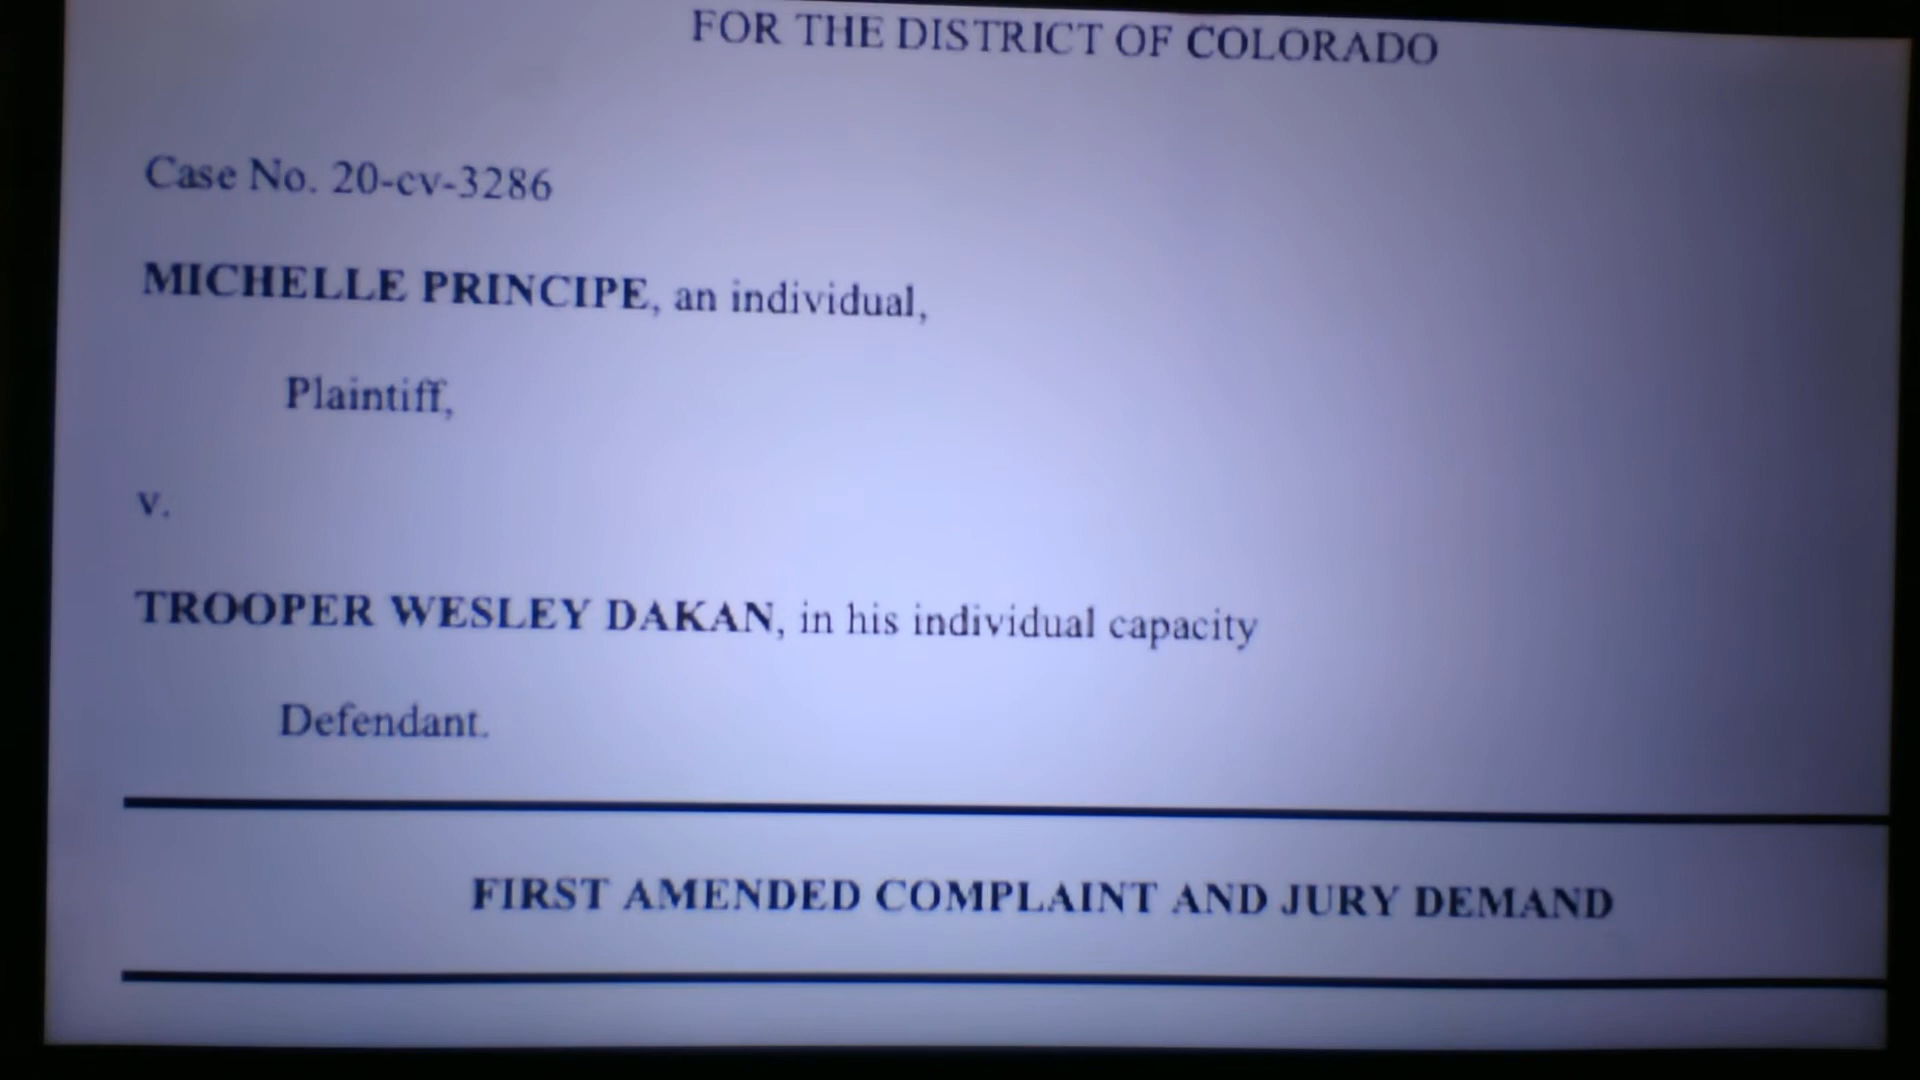 FOR THE DISTRICT OF COLORADO
Case No. 20-cv-3286
MICHELLE PRINCIPE, an individual,
Plaintiff,
v.
TROOPER WESLEY DAKAN, in his individual capacity
Defendant.
FIRST AMENDED COMPLAINT AND JURY DEMAND